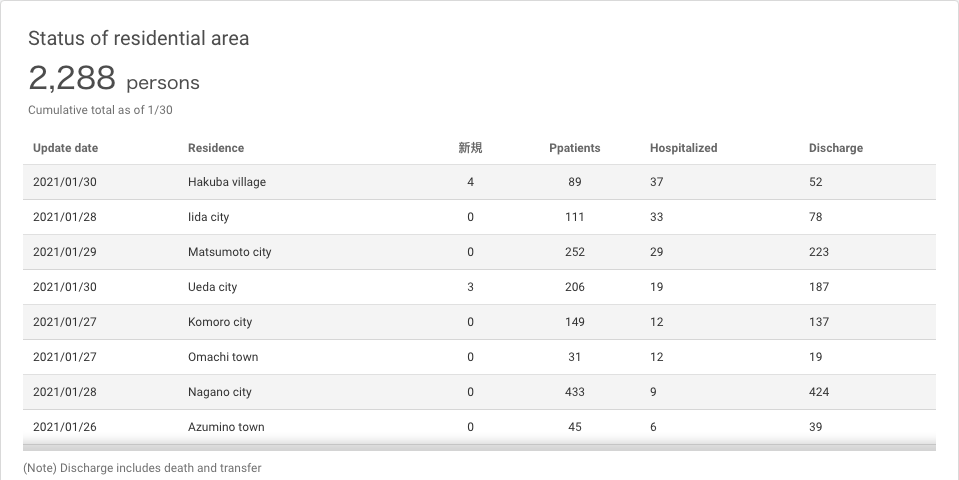 Status of residential area
2,288 persons
Cumulative total as of 1/30
Update date Residence 新規 Ppatients Hospitalized Discharge
2021/01/30 Hakuba village 4 89 37 52
2021/01/28 Iida city 0 111 33 78
2021/01/29 Matsumoto city 0 252 29 223
2021/01/30 Ueda city 3 206 19 187
2021/01/27 Komoro city 0 149 12 137
2021/01/27 Omachi town 0 31 12 19
2021/01/28 Nagano city 0 433 9 424
2021/01/26 Azumino town 0 45 6 39
(Note) Discharge includes death and transfer